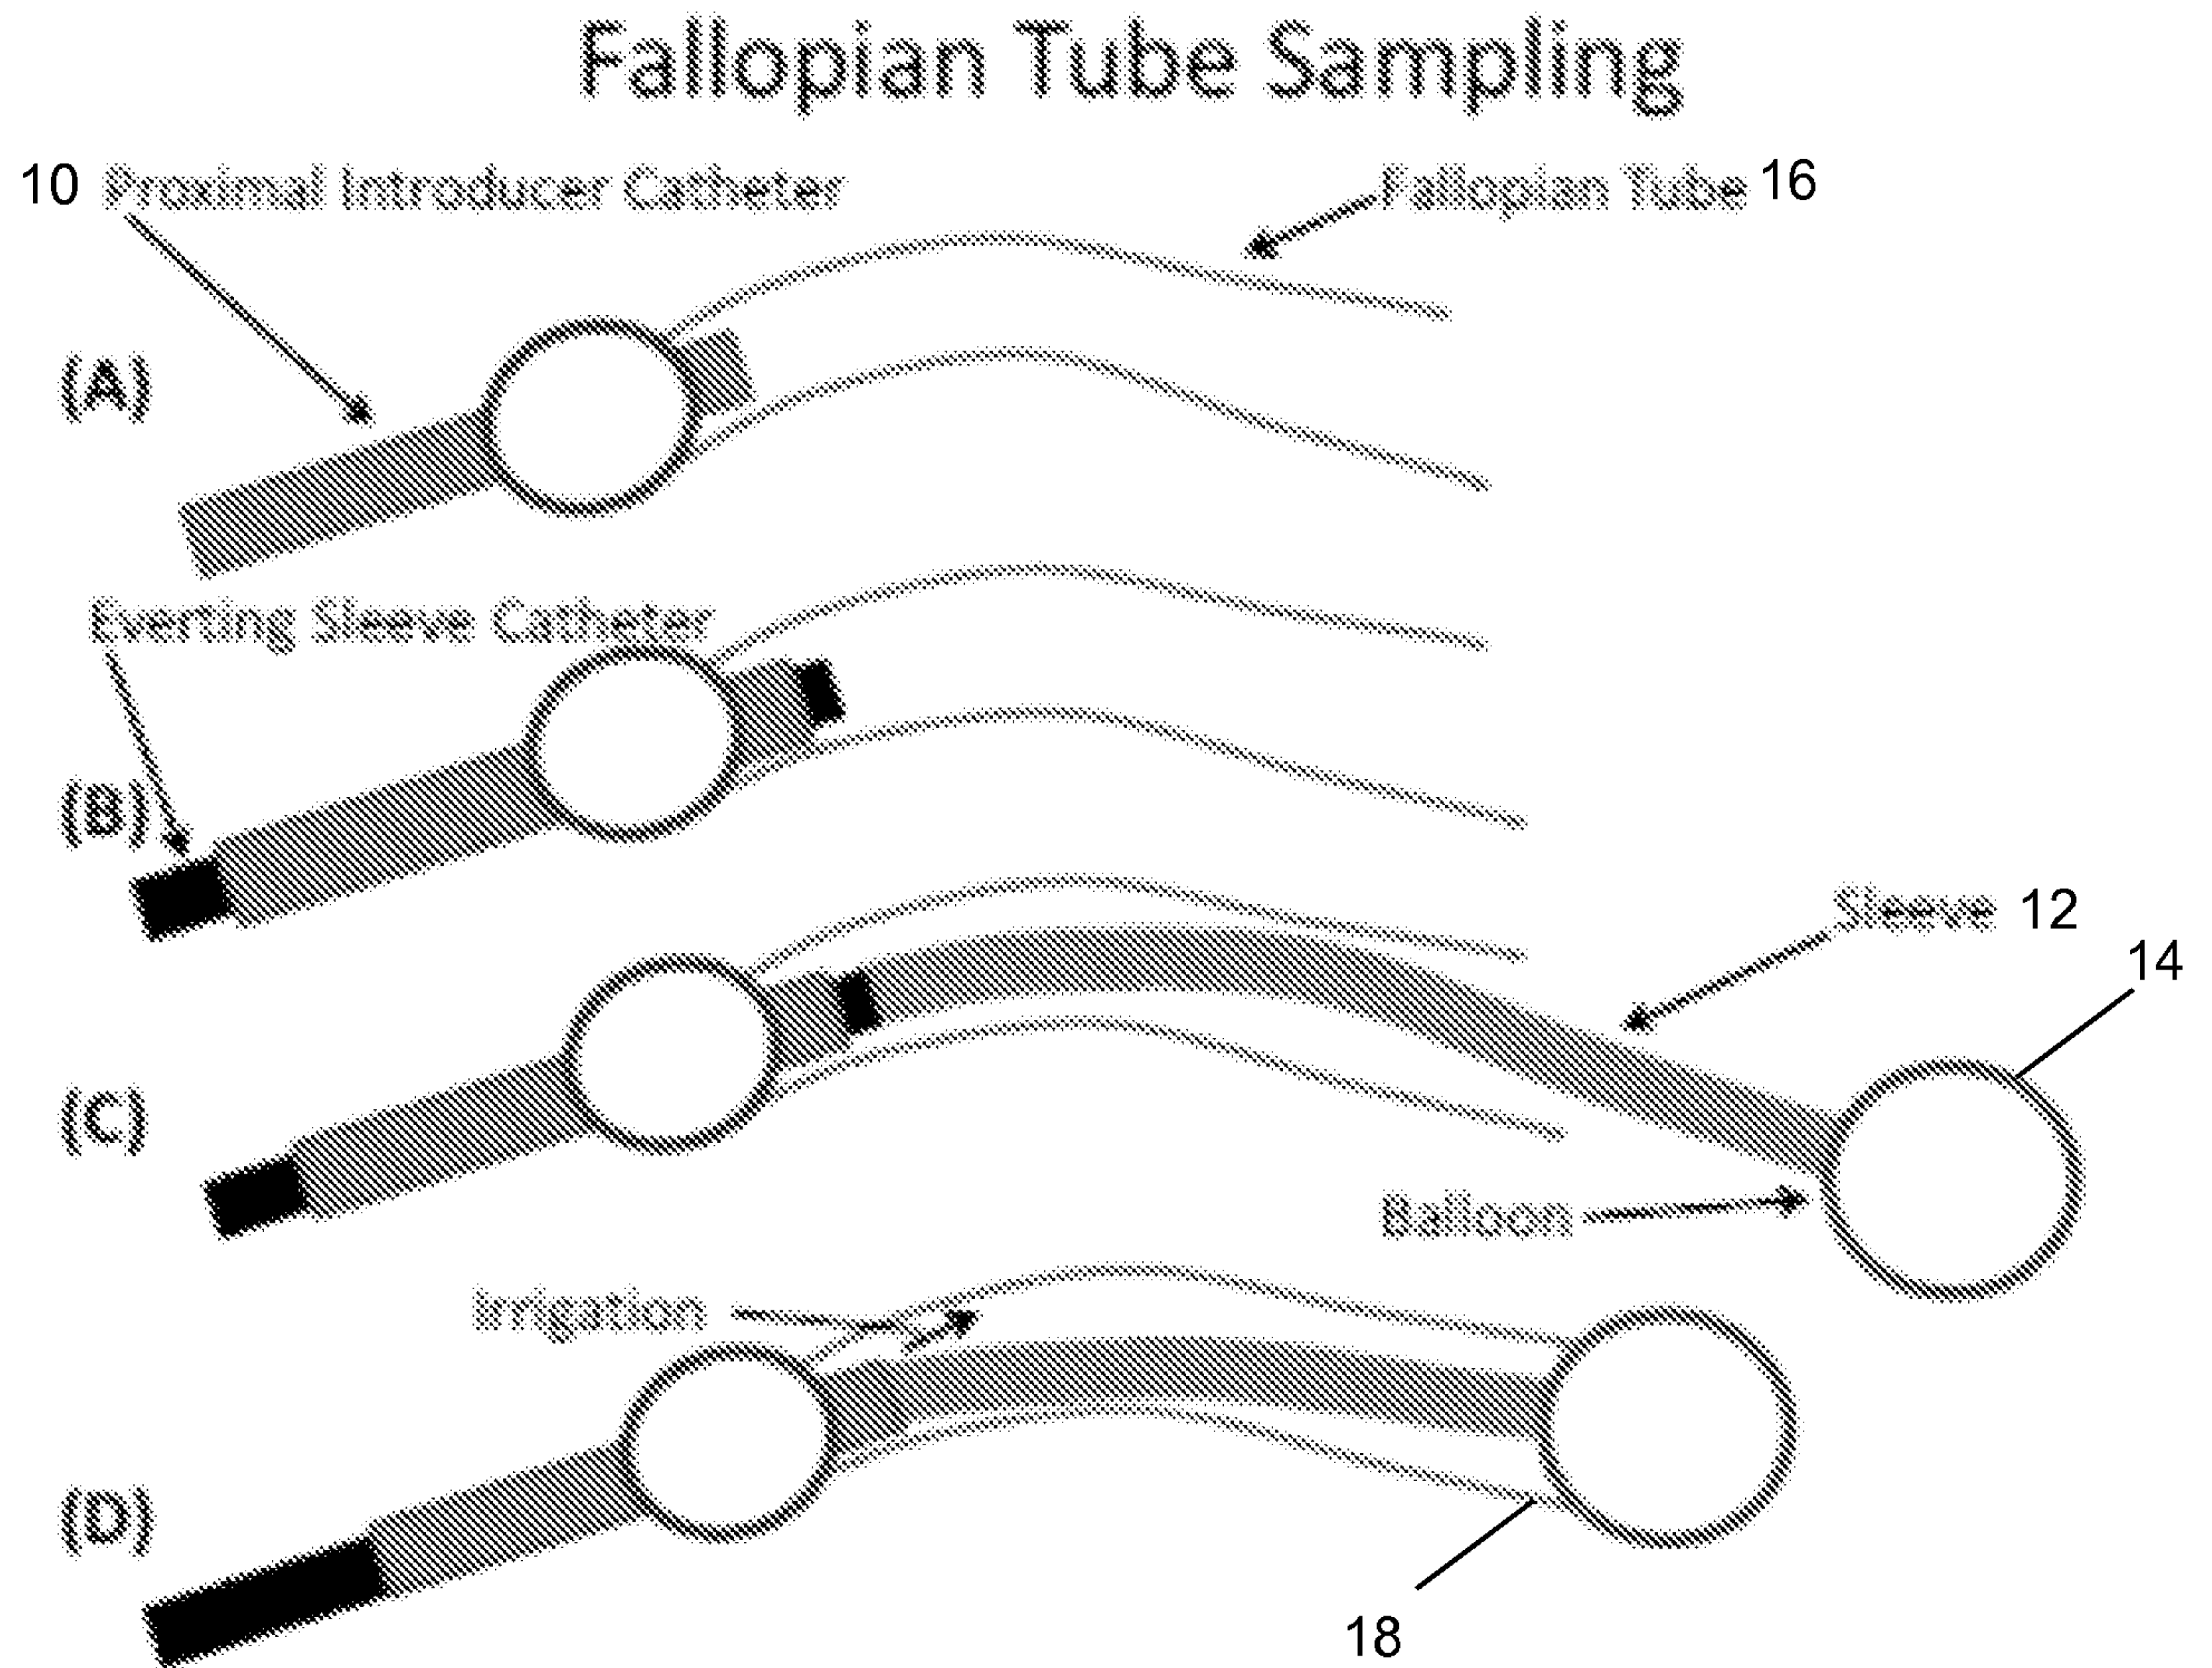 Fallopian Tube Sampling
10 Proximal Introducer Catheter
Fallopian Tube 16
(A)
Everting Sleeve Catheter
(B)
Sleeve 12
14
(C)
Balloon
Irrigation
(D)
18